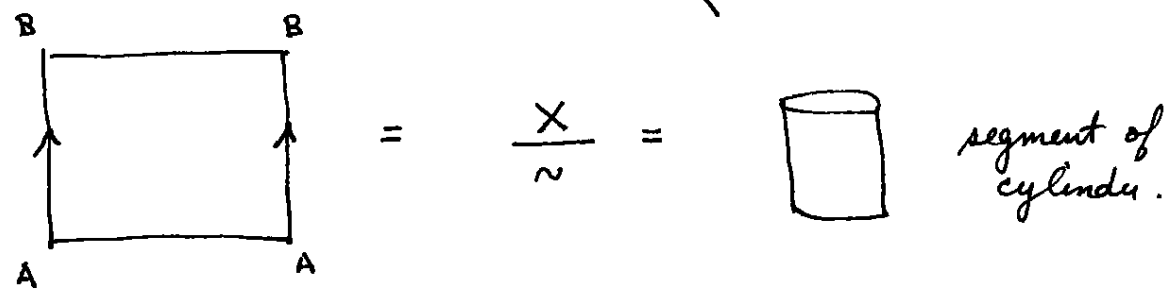 B B
= X/~ = segment of
cylinder.
A A